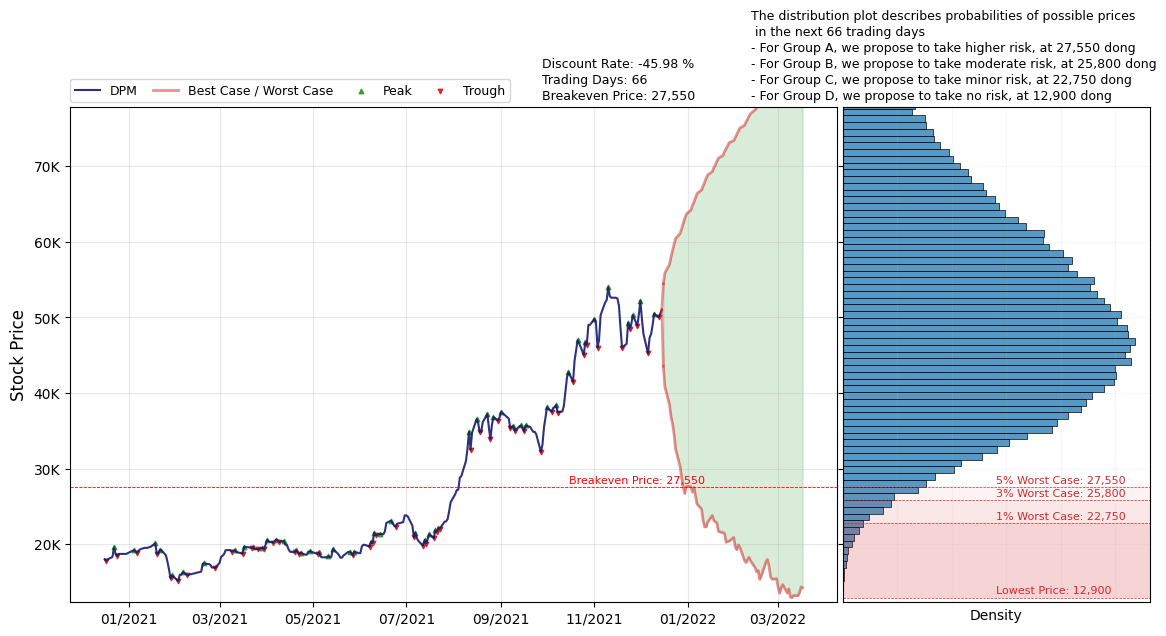 The distribution plot describes probabilities of possible prices
in the next 66 trading days
- For Group A, we propose to take higher risk, at 27,550 dong
- For Group B, we propose to take moderate risk, at 25,800 dong
- For Group C, we propose to take minor risk, at 22,750 dong
- For Group D, we propose to take no risk, at 12,900 dong
Discount Rate: -45.98 %
Trading Days: 66
Breakeven Price: 27,550
DPM
Best Case / Worst Case
Peak
Trough
Stock Price
70K
60K
50K
40K
30K
20K
Breakeven Price: 27,550
01/2021
03/2021
05/2021
07/2021
09/2021
11/2021
01/2022
03/2022
5% Worst Case: 27,550
3% Worst Case: 25,800
1% Worst Case: 22,750
Lowest Price: 12,900
Density